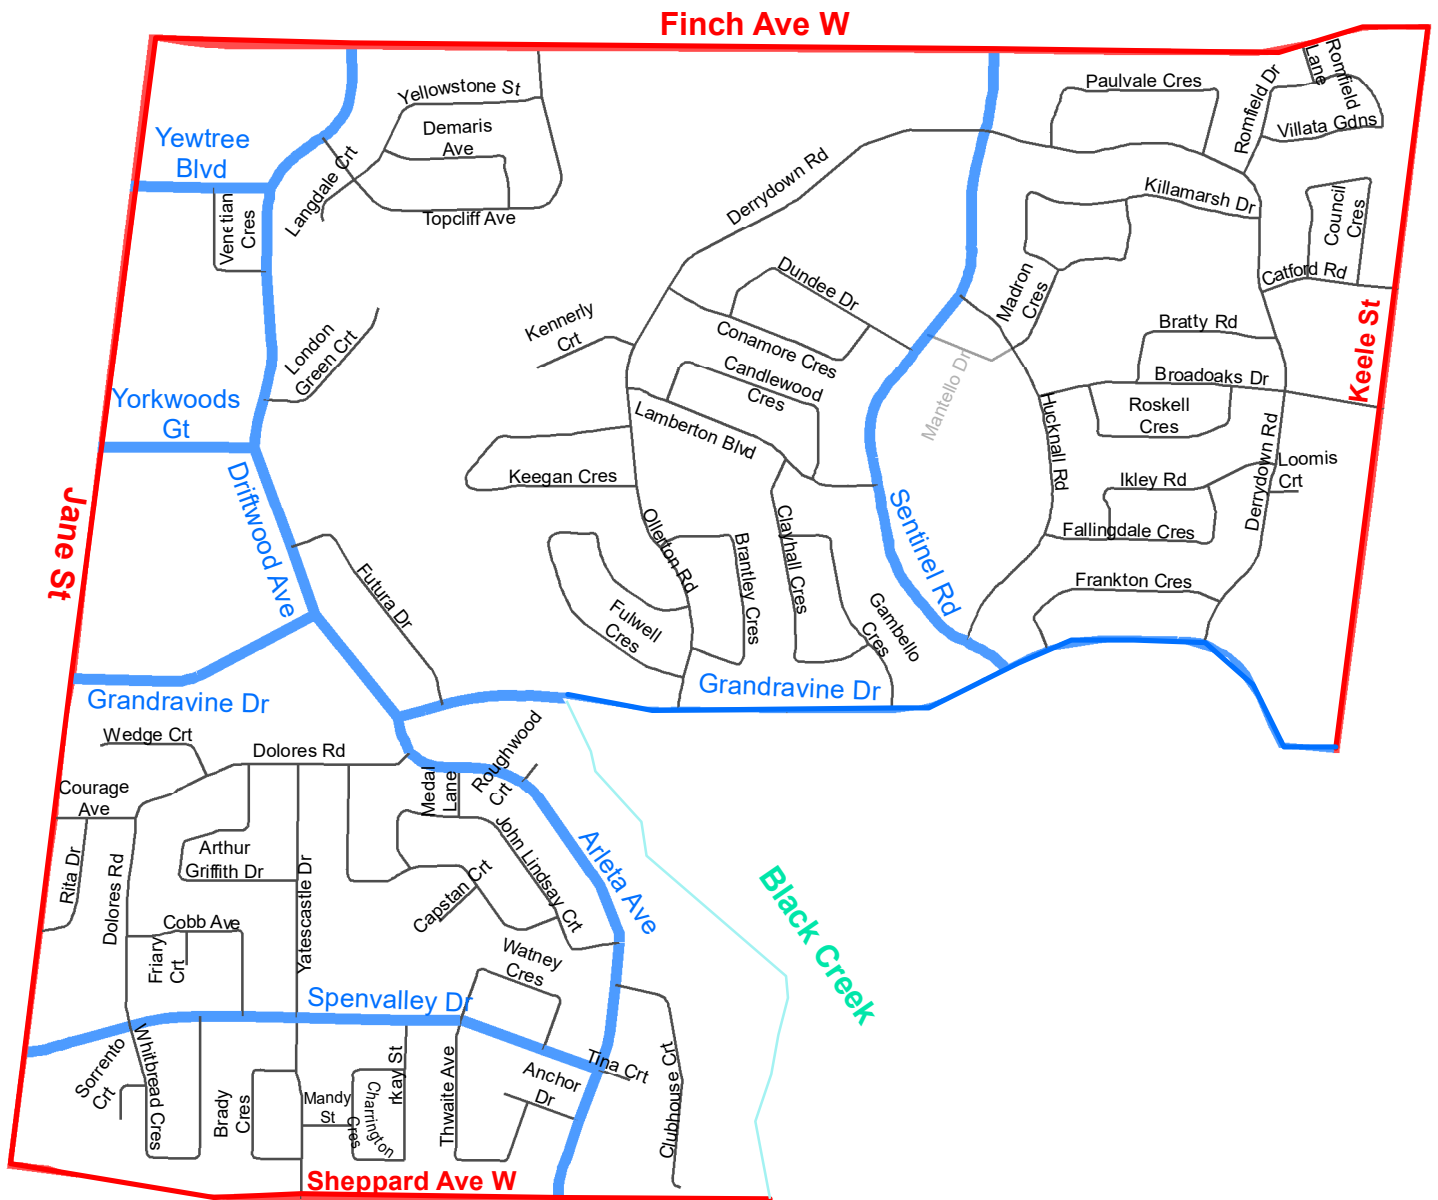 Finch Ave W
Yellowstone St
Paulvale Cres
Romfield Dr
Romfield
Lane
Villata Gdns
Yewtree
Blvd
Demaris
Ave
Langdale Crt
Topcliff Ave
Venetian
Cres
Derrydown Rd
Killamarsh Dr
Council
Cres
Catford Rd
Dundee Dr
Madron
Cres
Kennerly
Crt
Conamore Cres
Bratty Rd
Keele St
London
Green Crt
Candlewood
Cres
Mantello Dr
Broadoaks Dr
Yorkwoods
Gt
Lamberton Blvd
Hucknall Rd
Roskell
Cres
Derrydown Rd
Loomis
Crt
Keegan Cres
Ikley Rd
Jane St
Driftwood Ave
Ollerton Rd
Brantley Cres
Clayhall Cres
Sentinel Rd
Fallingdale Cres
Futura Dr
Fulwell
Cres
Gambello
Cres
Frankton Cres
Grandravine Dr
Grandravine Dr
Wedge Crt
Dolores Rd
Roughwood
Crt
Medal
Lane
Courage
Ave
Arthur
Griffith Dr
Rita Dr
Dolores Rd
Yatescastle Dr
John Lindsay Crt
Capstan Crt
Arleta Ave
Black Creek
Cobb Ave
Friary
Crt
Watney
Cres
Spenvalley Dr
Sorrento
Crt
Whitbread Cres
Brady
Cres
Mandy
St
Charrington
Cres
rkay St
Thwaite Ave
Anchor
Dr
Tina Crt
Clubhouse Crt
Sheppard Ave W